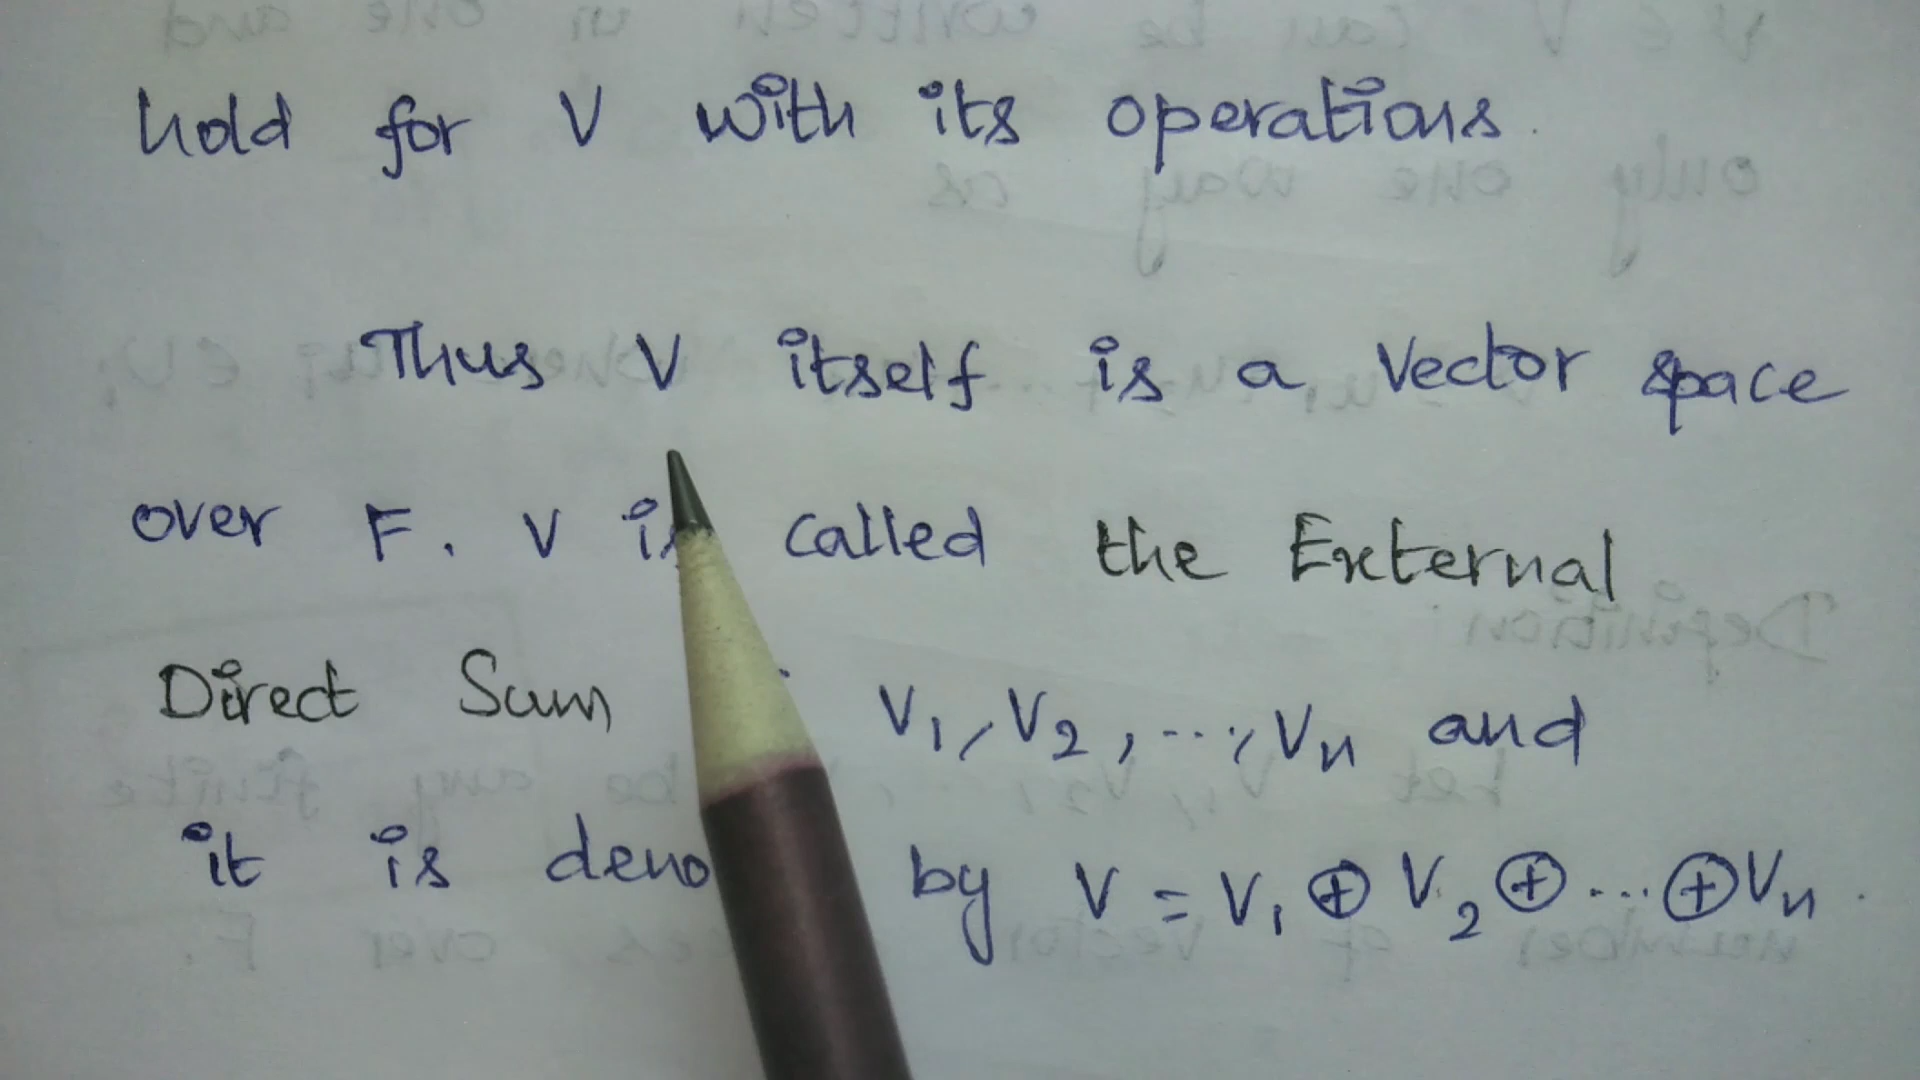 hold for V with its operations.
Thus V itself is a Vector space
over F. V is called the External
Direct Sum V₁, V₂, ..., Vn and
it is deno by V = V₁ ⊕ V₂ ⊕ ... ⊕ Vn.